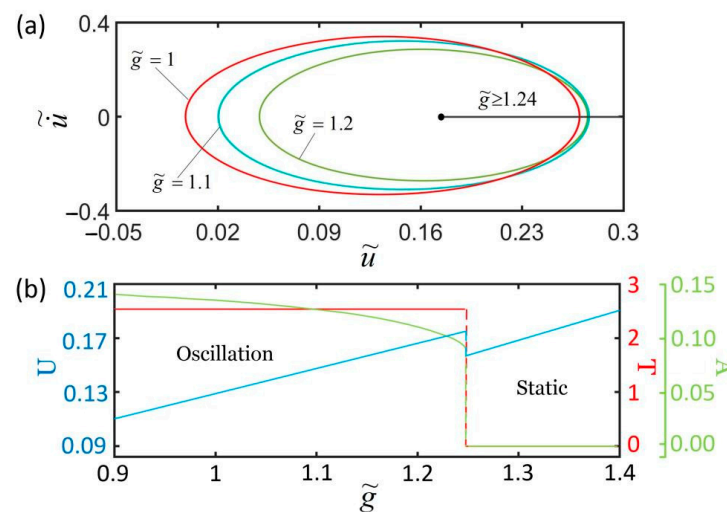 (a)
0.4
g̃ = 1
g̃ ≥ 1.24
ũ̇
0
g̃ = 1.2
g̃ = 1.1
−0.4
−0.05 0.02 0.09 0.16 0.23 0.3
ũ
(b)
0.21 3 0.15
0.17 Oscillation 2 0.10
U Static T A
0.13 1 0.05
0.09 0 0.00
0.9 1 1.1 1.2 1.3 1.4
g̃